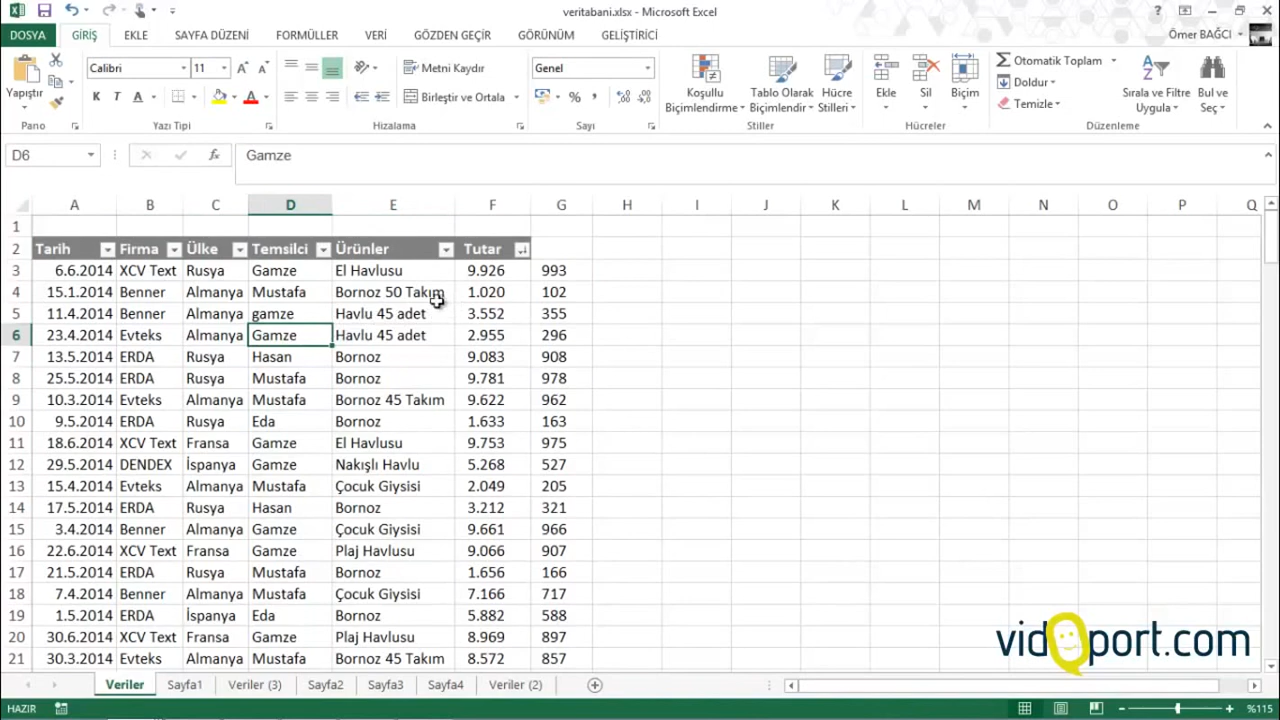 veritabani.xlsx - Microsoft Excel
DOSYA GİRİŞ EKLE SAYFA DÜZENİ FORMÜLLER VERİ GÖZDEN GEÇİR GÖRÜNÜM GELİŞTİRİCİ Ömer BAĞCI
Yapıştır
Calibri 11
K T A
Metni Kaydır
Birleştir ve Ortala
Genel
%
Koşullu Biçimlendirme
Tablo Olarak Biçimlendir
Hücre Stilleri
Ekle Sil Biçim
Otomatik Toplam
Doldur
Temizle
Sırala ve Filtre Uygula
Bul ve Seç
Pano Yazı Tipi Hizalama Sayı Stiller Hücreler Düzenleme
D6 fx Gamze
A B C D E F G H I J K L M N O P Q
1
2 Tarih Firma Ülke Temsilci Ürünler Tutar
3 6.6.2014 XCV Text Rusya Gamze El Havlusu 9.926 993
4 15.1.2014 Benner Almanya Mustafa Bornoz 50 Takım 1.020 102
5 11.4.2014 Benner Almanya gamze Havlu 45 adet 3.552 355
6 23.4.2014 Evteks Almanya Gamze Havlu 45 adet 2.955 296
7 13.5.2014 ERDA Rusya Hasan Bornoz 9.083 908
8 25.5.2014 ERDA Rusya Mustafa Bornoz 9.781 978
9 10.3.2014 Evteks Almanya Mustafa Bornoz 45 Takım 9.622 962
10 9.5.2014 ERDA Rusya Eda Bornoz 1.633 163
11 18.6.2014 XCV Text Fransa Gamze El Havlusu 9.753 975
12 29.5.2014 DENDEX İspanya Gamze Nakışlı Havlu 5.268 527
13 15.4.2014 Evteks Almanya Mustafa Çocuk Giysisi 2.049 205
14 17.5.2014 ERDA Rusya Hasan Bornoz 3.212 321
15 3.4.2014 Benner Almanya Gamze Çocuk Giysisi 9.661 966
16 22.6.2014 XCV Text Fransa Gamze Plaj Havlusu 9.066 907
17 21.5.2014 ERDA Rusya Mustafa Bornoz 1.656 166
18 7.4.2014 Benner Almanya Mustafa Çocuk Giysisi 7.166 717
19 1.5.2014 ERDA İspanya Eda Bornoz 5.882 588
20 30.6.2014 XCV Text Fransa Gamze Plaj Havlusu 8.969 897
21 30.3.2014 Evteks Almanya Mustafa Bornoz 45 Takım 8.572 857
vidoport.com
Veriler Sayfa1 Veriler (3) Sayfa2 Sayfa3 Sayfa4 Veriler (2)
HAZIR %115